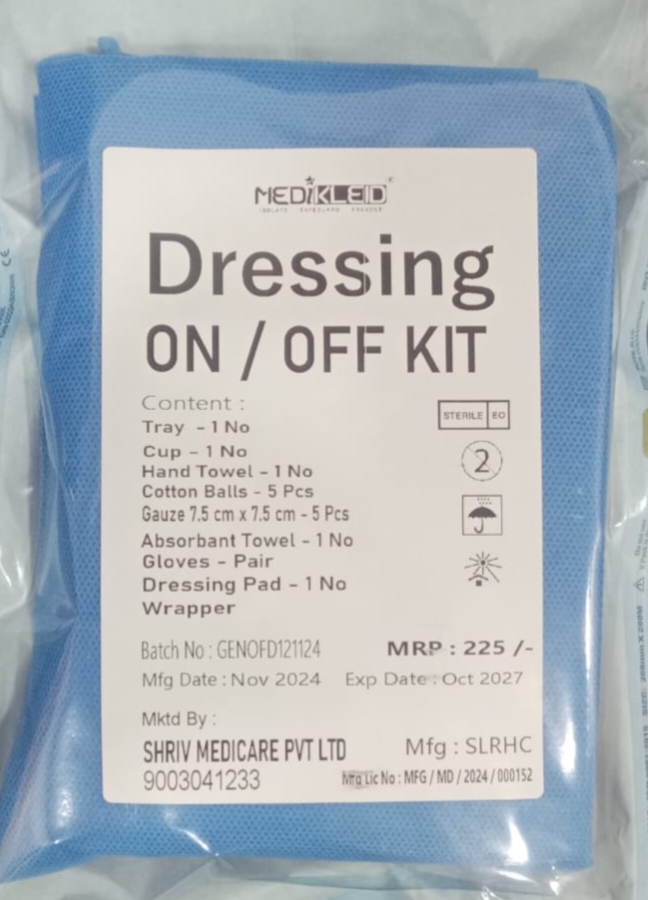 MEDIKLEID
Dressing
ON / OFF KIT
Content :
Tray - 1 No
Cup - 1 No
Hand Towel - 1 No
Cotton Balls - 5 Pcs
Gauze 7.5 cm x 7.5 cm - 5 Pcs
Absorbant Towel - 1 No
Gloves - Pair
Dressing Pad - 1 No
Wrapper
STERILE EO
2
Batch No : GENOFD121124
MRP : 225 /-
Mfg Date : Nov 2024 Exp Date : Oct 2027
Mktd By :
SHRIV MEDICARE PVT LTD
Mfg : SLRHC
9003041233
Mfg Lic No : MFG / MD / 2024 / 000152